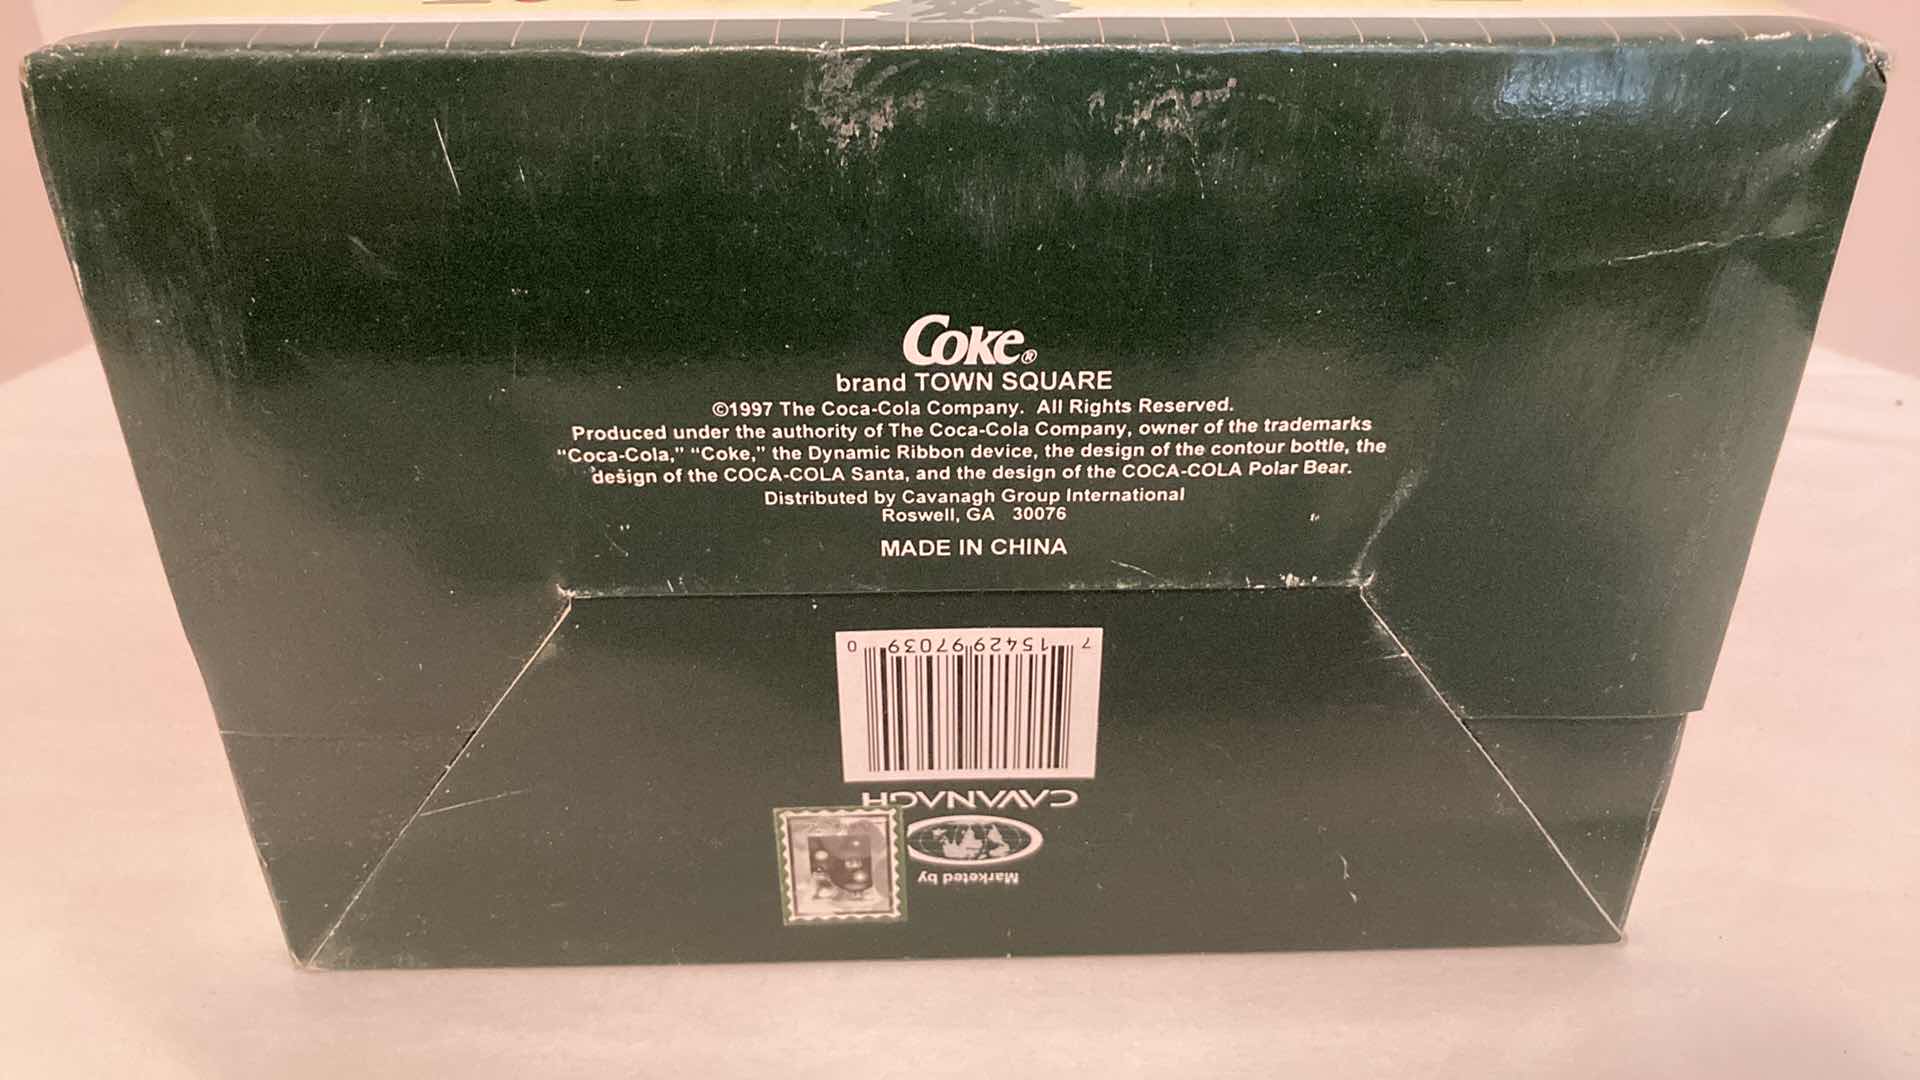 Coke®
brand TOWN SQUARE
©1997 The Coca-Cola Company. All Rights Reserved.
Produced under the authority of The Coca-Cola Company, owner of the trademarks
“Coca-Cola,” “Coke,” the Dynamic Ribbon device, the design of the contour bottle, the
design of the COCA-COLA Santa, and the design of the COCA-COLA Polar Bear.
Distributed by Cavanagh Group International
Roswell, GA 30076
MADE IN CHINA
7 15429 97039 0
CAVANAGH
Marketed by